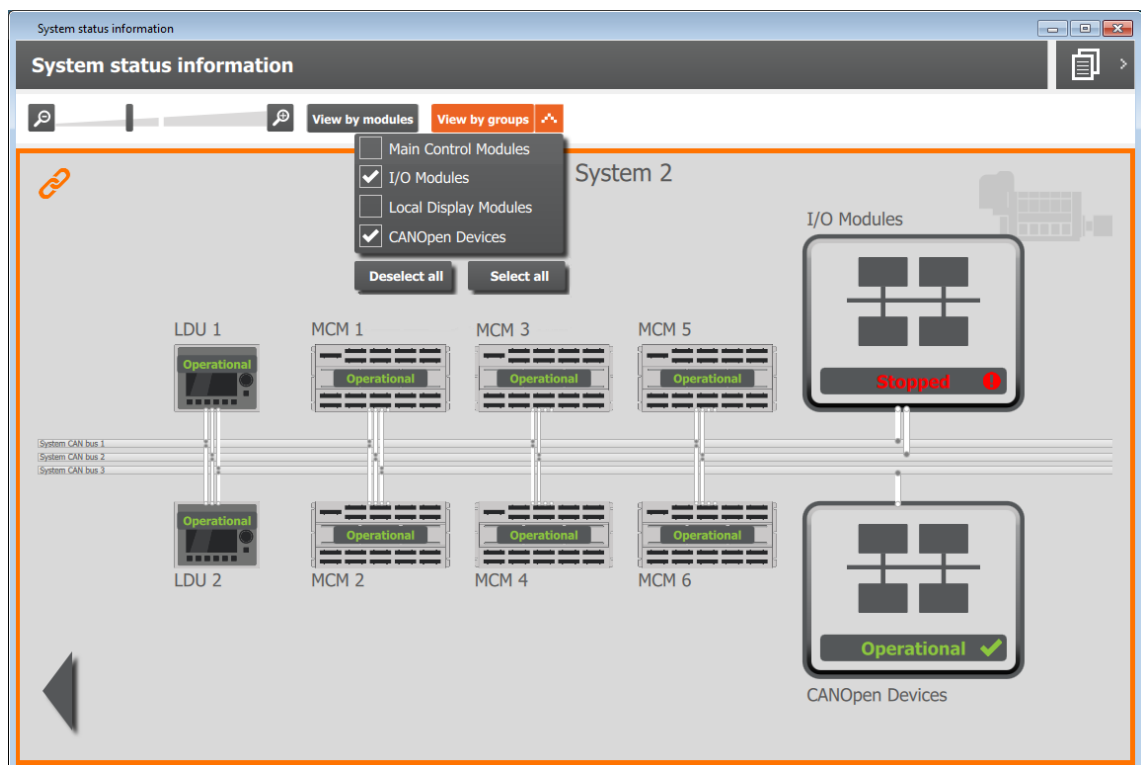 System status information
System status information
View by modules
View by groups
Main Control Modules
I/O Modules
Local Display Modules
CANOpen Devices
Deselect all
Select all
System 2
I/O Modules
Stopped
LDU 1
MCM 1
MCM 3
MCM 5
Operational
Operational
Operational
Operational
System CAN bus 1
System CAN bus 2
System CAN bus 3
Operational
Operational
Operational
Operational
LDU 2
MCM 2
MCM 4
MCM 6
Operational
CANOpen Devices